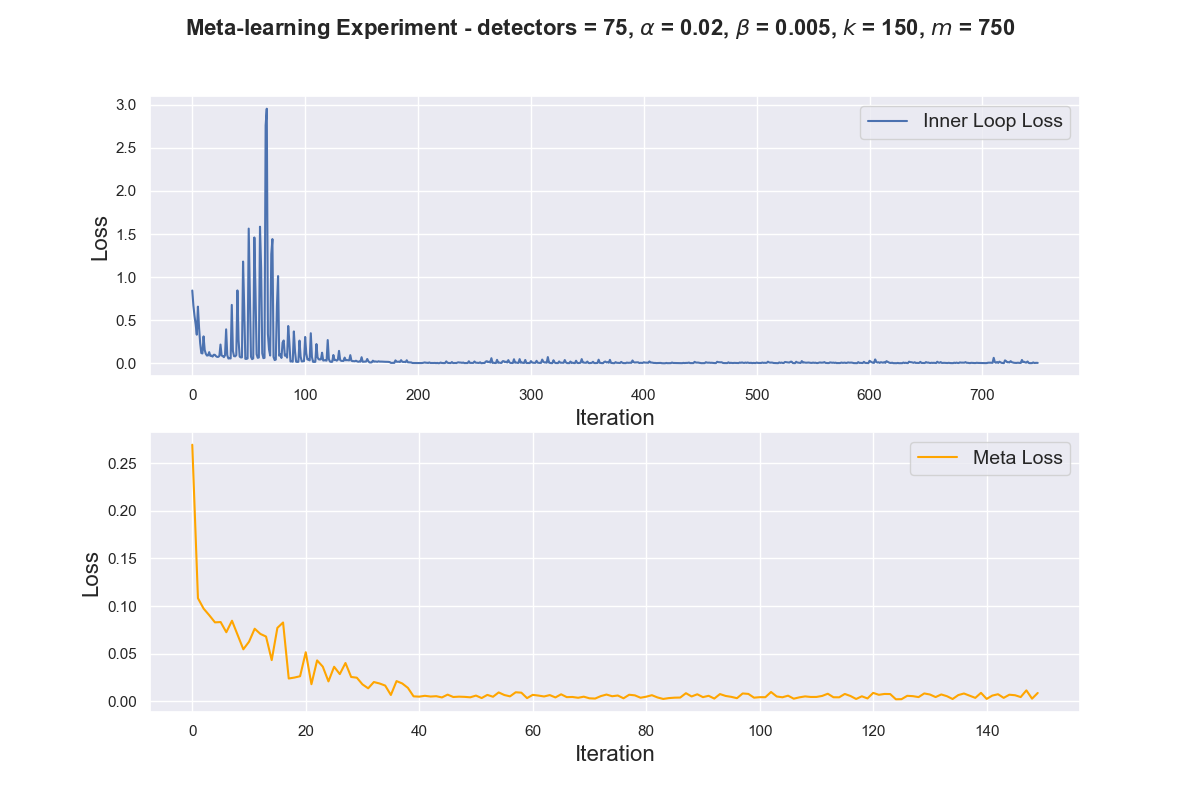 Meta-learning Experiment - detectors = 75, α = 0.02, β = 0.005, k = 150, m = 750
Inner Loop Loss
3.0
2.5
2.0
1.5
1.0
0.5
0.0
Loss
0 100 200 300 400 500 600 700
Iteration
Meta Loss
0.25
0.20
0.15
0.10
0.05
0.00
Loss
0 20 40 60 80 100 120 140
Iteration